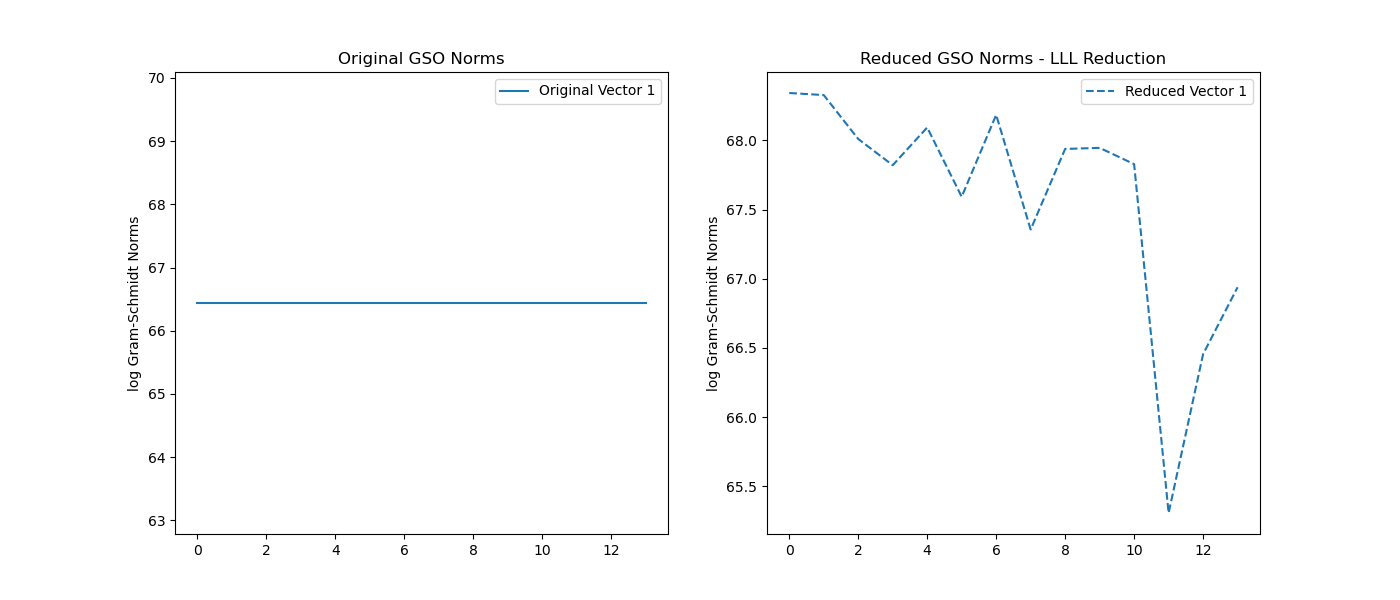 Original GSO Norms
Original Vector 1
log Gram-Schmidt Norms
70
69
68
67
66
65
64
63
0 2 4 6 8 10 12
Reduced GSO Norms - LLL Reduction
Reduced Vector 1
log Gram-Schmidt Norms
68.0
67.5
67.0
66.5
66.0
65.5
0 2 4 6 8 10 12